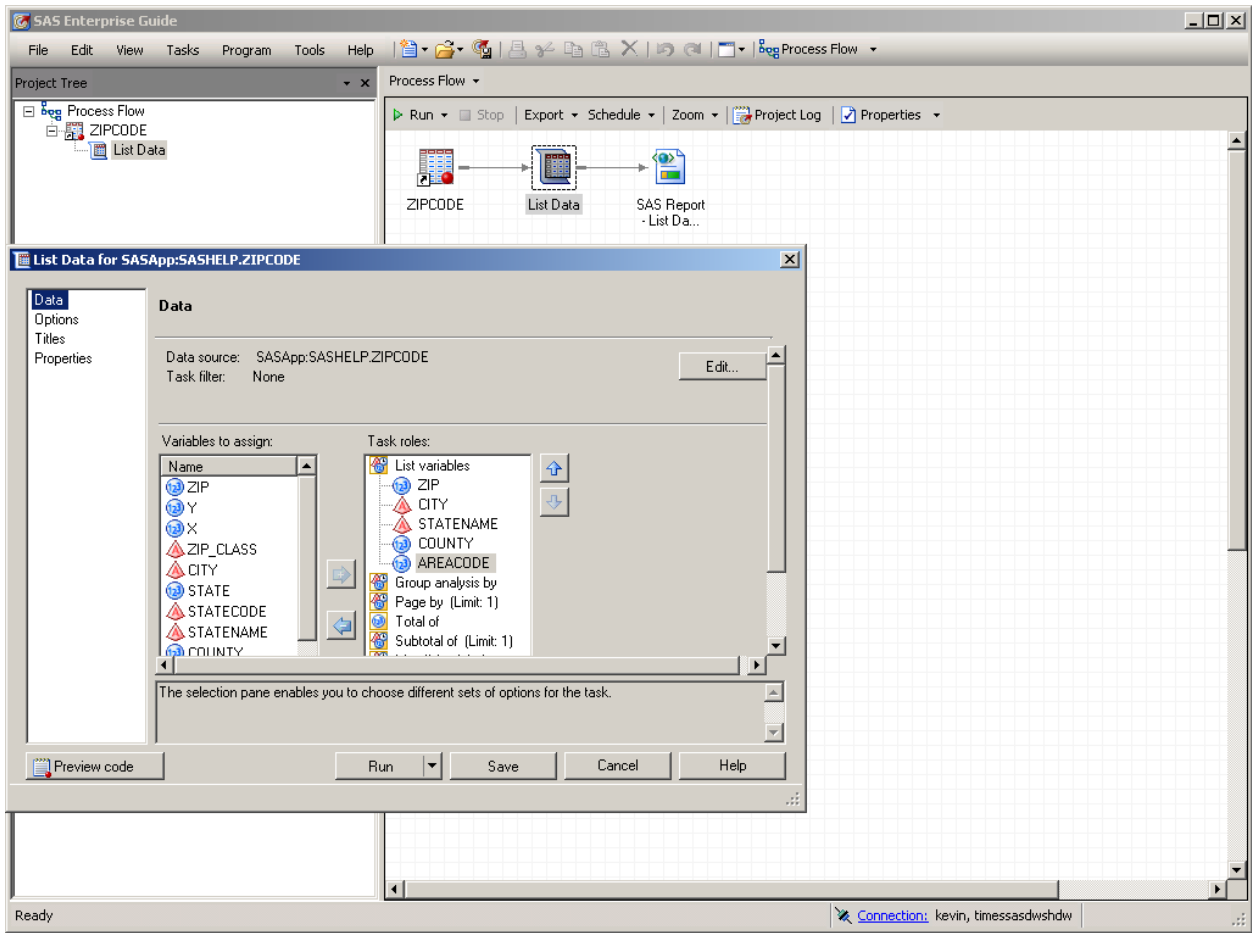 SAS Enterprise Guide
File Edit View Tasks Program Tools Help Process Flow
Project Tree
Process Flow
Process Flow
ZIPCODE
List Data
Run Stop Export Schedule Zoom Project Log Properties
ZIPCODE List Data SAS Report
- List Da...
List Data for SASApp:SASHELP.ZIPCODE
Data
Options
Titles
Properties
Data
Data source: SASApp:SASHELP.ZIPCODE
Task filter: None
Edit...
Variables to assign:
Name
ZIP
Y
X
ZIP_CLASS
CITY
STATE
STATECODE
STATENAME
COUNTY
Task roles:
List variables
ZIP
CITY
STATENAME
COUNTY
AREACODE
Group analysis by
Page by (Limit: 1)
Total of
Subtotal of (Limit: 1)
The selection pane enables you to choose different sets of options for the task.
Preview code Run Save Cancel Help
Ready Connection: kevin, timessasdwshdw